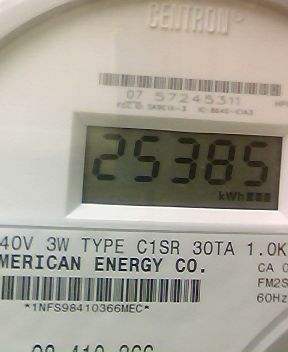 CENTRON®
07 57245311
25385
kWh
40V 3W TYPE C1SR 30TA 1.0K
MERICAN ENERGY CO.
CA 0
FM2S
60Hz
*1NFS98410366MEC*